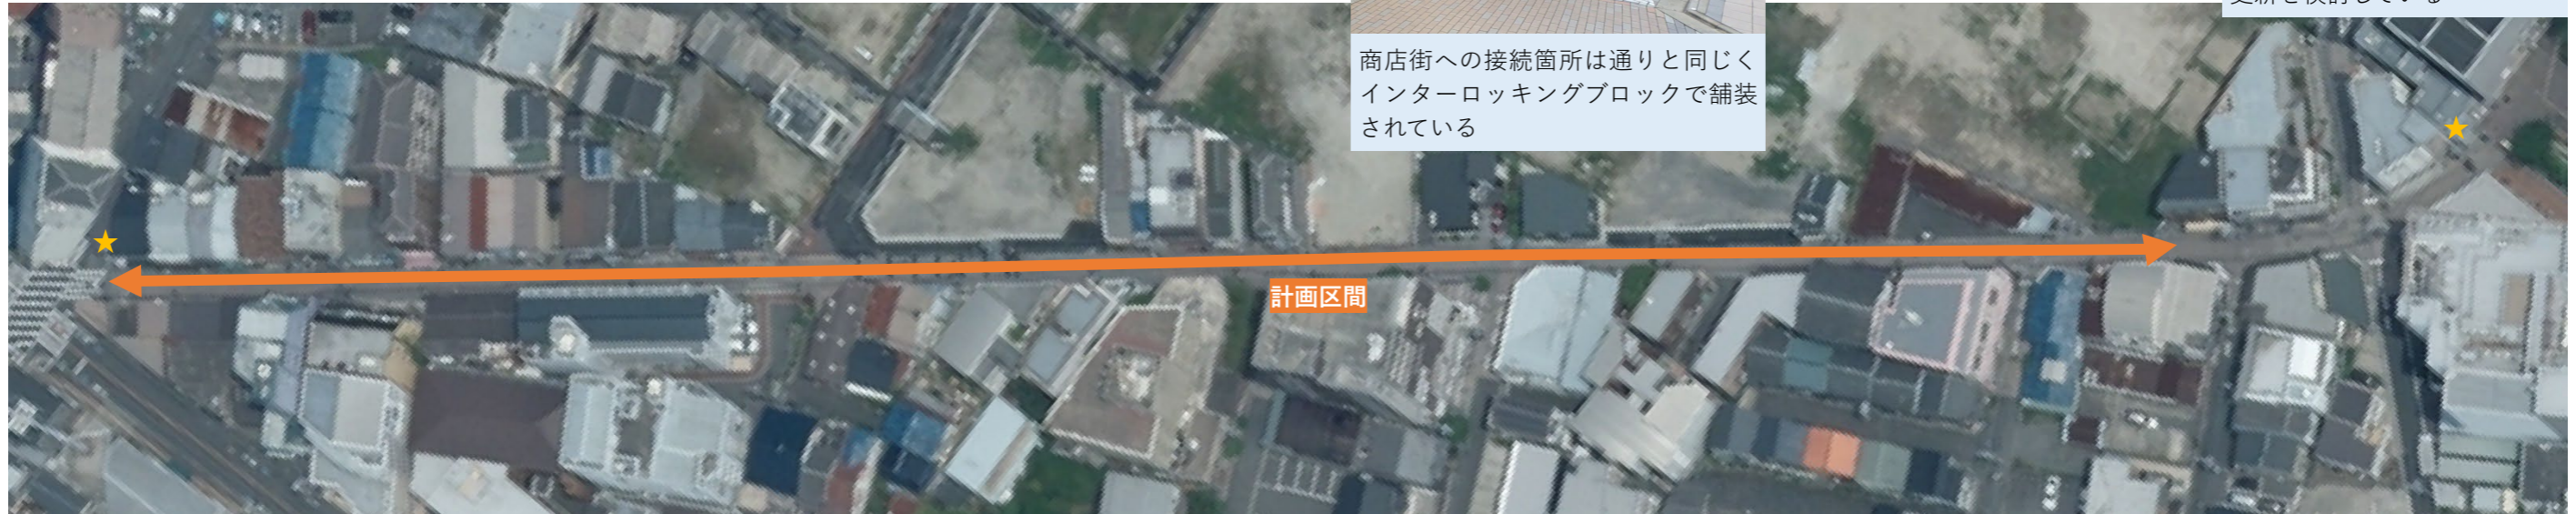 商店街への接続箇所は通りと同じく
インターロッキングブロックで舗装
されている
計画区間